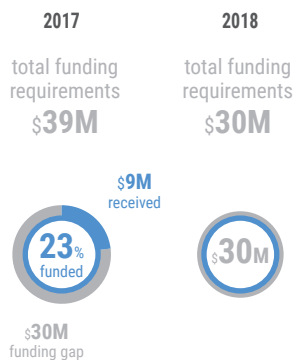 2017
total funding
requirements
$39M
$9M
received
23%
funded
$30M
funding gap
2018
total funding
requirements
$30M
$30M